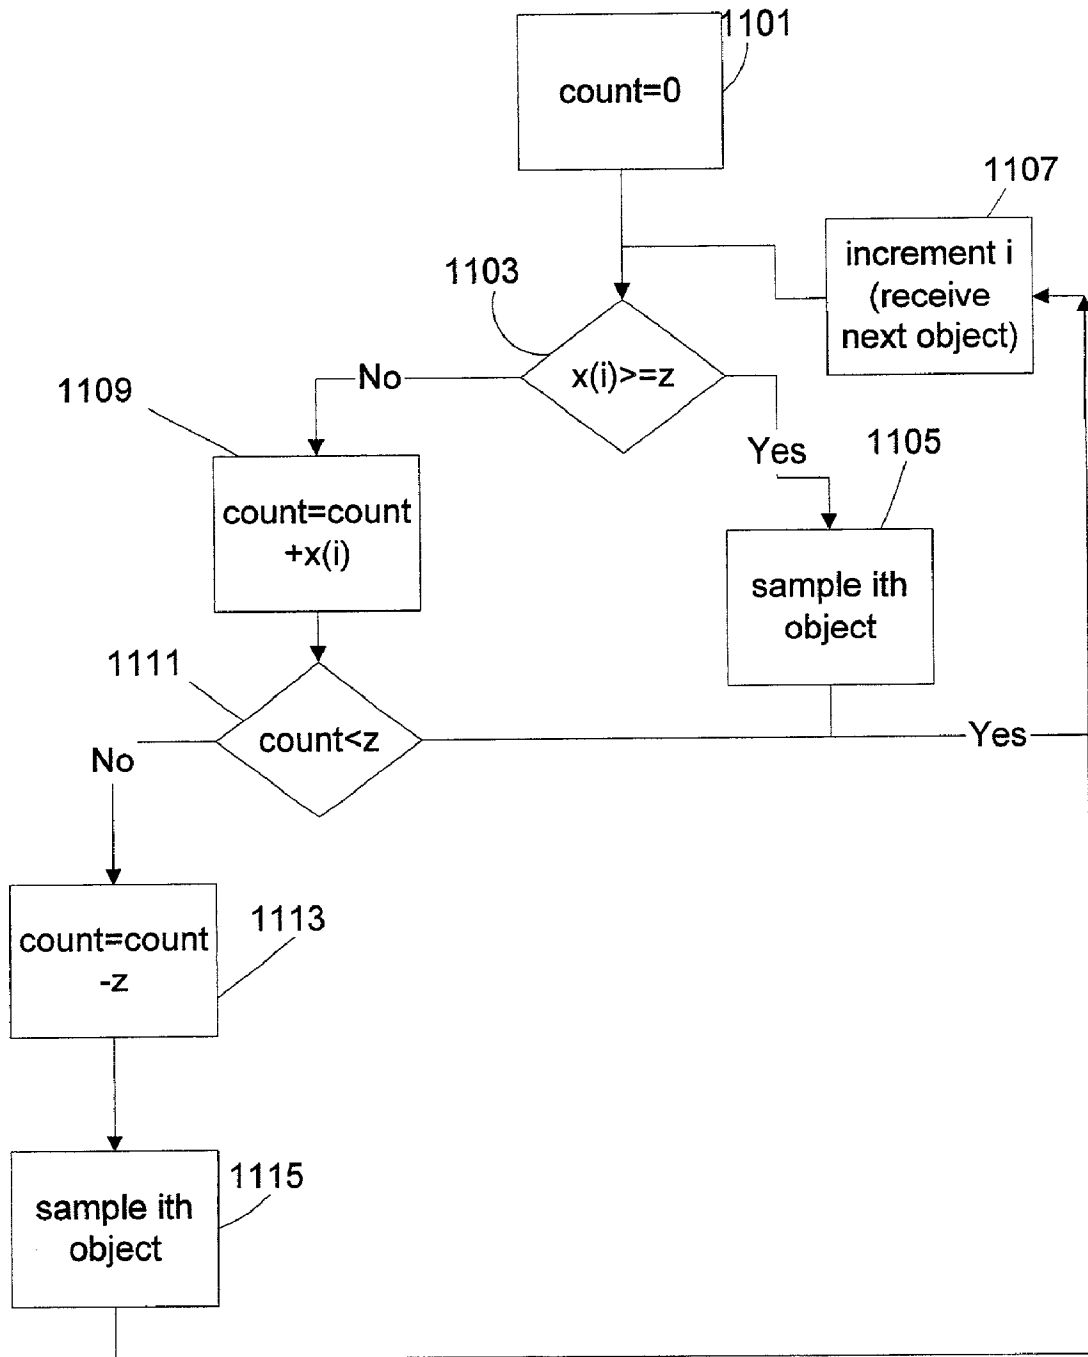 1101
count=0
1107
increment i
(receive
next object)
1103
x(i)>=z
No
1109
Yes
1105
count=count
+x(i)
sample ith
object
1111
count<z
Yes
No
1113
count=count
-z
1115
sample ith
object